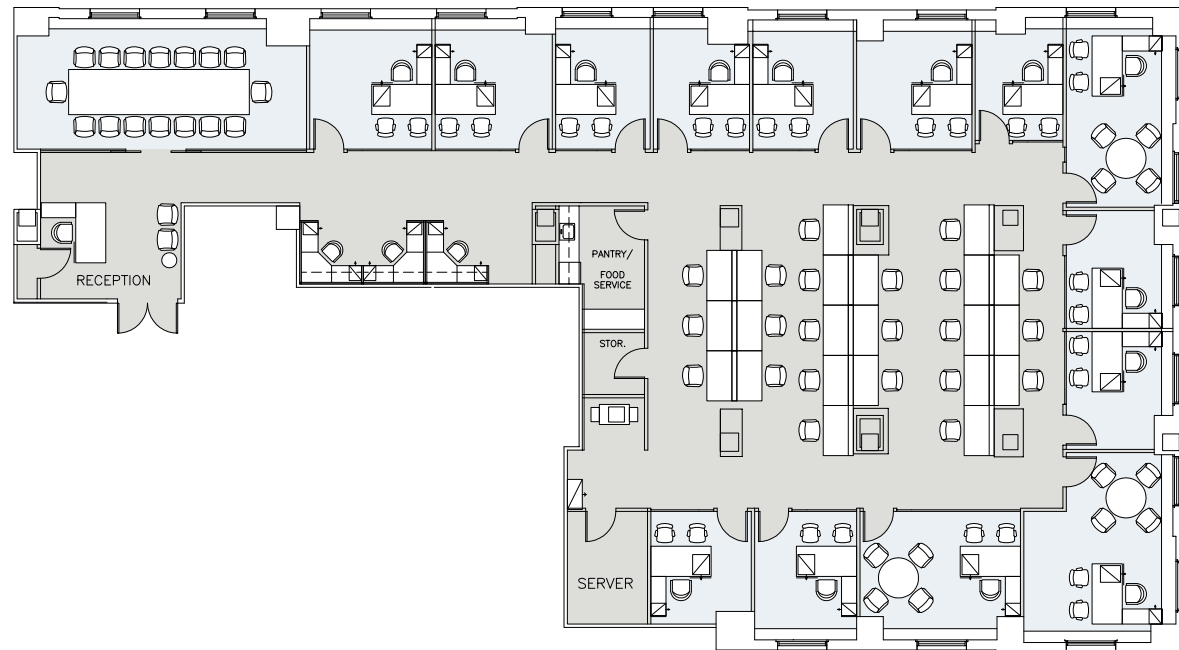 PANTRY/
FOOD
SERVICE
RECEPTION
STOR.
SERVER